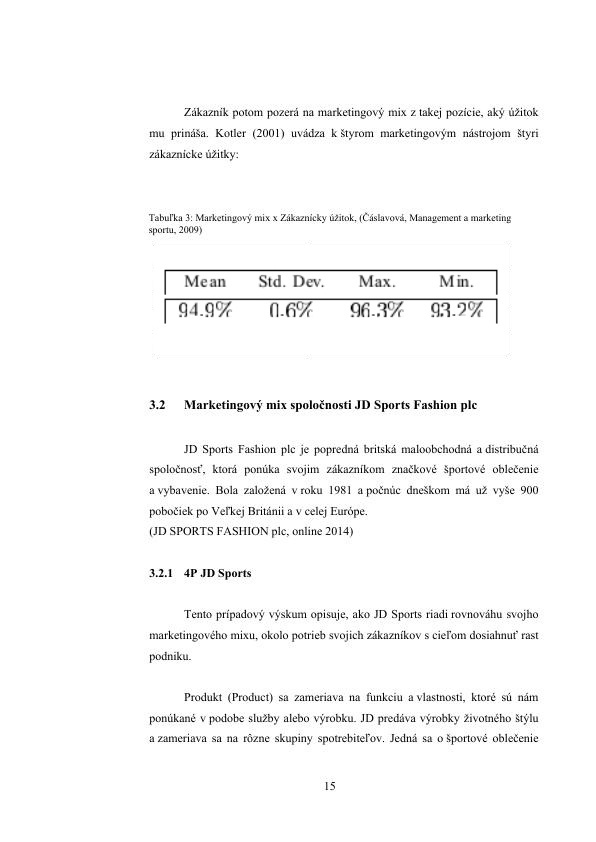 Zákazník potom pozerá na marketingový mix z takej pozície, aký úžitok
mu prináša. Kotler (2001) uvádza k štyrom marketingovým nástrojom štyri
zákaznícke úžitky:
Tabuľka 3: Marketingový mix x Zákaznícky úžitok, (Čáslavová, Management a marketing
sportu, 2009)
Mean Std. Dev. Max. Min.
94.9% 0.6% 96.3% 93.2%
3.2 Marketingový mix spoločnosti JD Sports Fashion plc
JD Sports Fashion plc je popredná britská maloobchodná a distribučná
spoločnosť, ktorá ponúka svojim zákazníkom značkové športové oblečenie
a vybavenie. Bola založená v roku 1981 a počnúc dneškom má už vyše 900
pobočiek po Veľkej Británii a v celej Európe.
(JD SPORTS FASHION plc, online 2014)
3.2.1 4P JD Sports
Tento prípadový výskum opisuje, ako JD Sports riadi rovnováhu svojho
marketingového mixu, okolo potrieb svojich zákazníkov s cieľom dosiahnuť rast
podniku.
Produkt (Product) sa zameriava na funkciu a vlastnosti, ktoré sú nám
ponúkané v podobe služby alebo výrobku. JD predáva výrobky životného štýlu
a zameriava sa na rôzne skupiny spotrebiteľov. Jedná sa o športové oblečenie
15